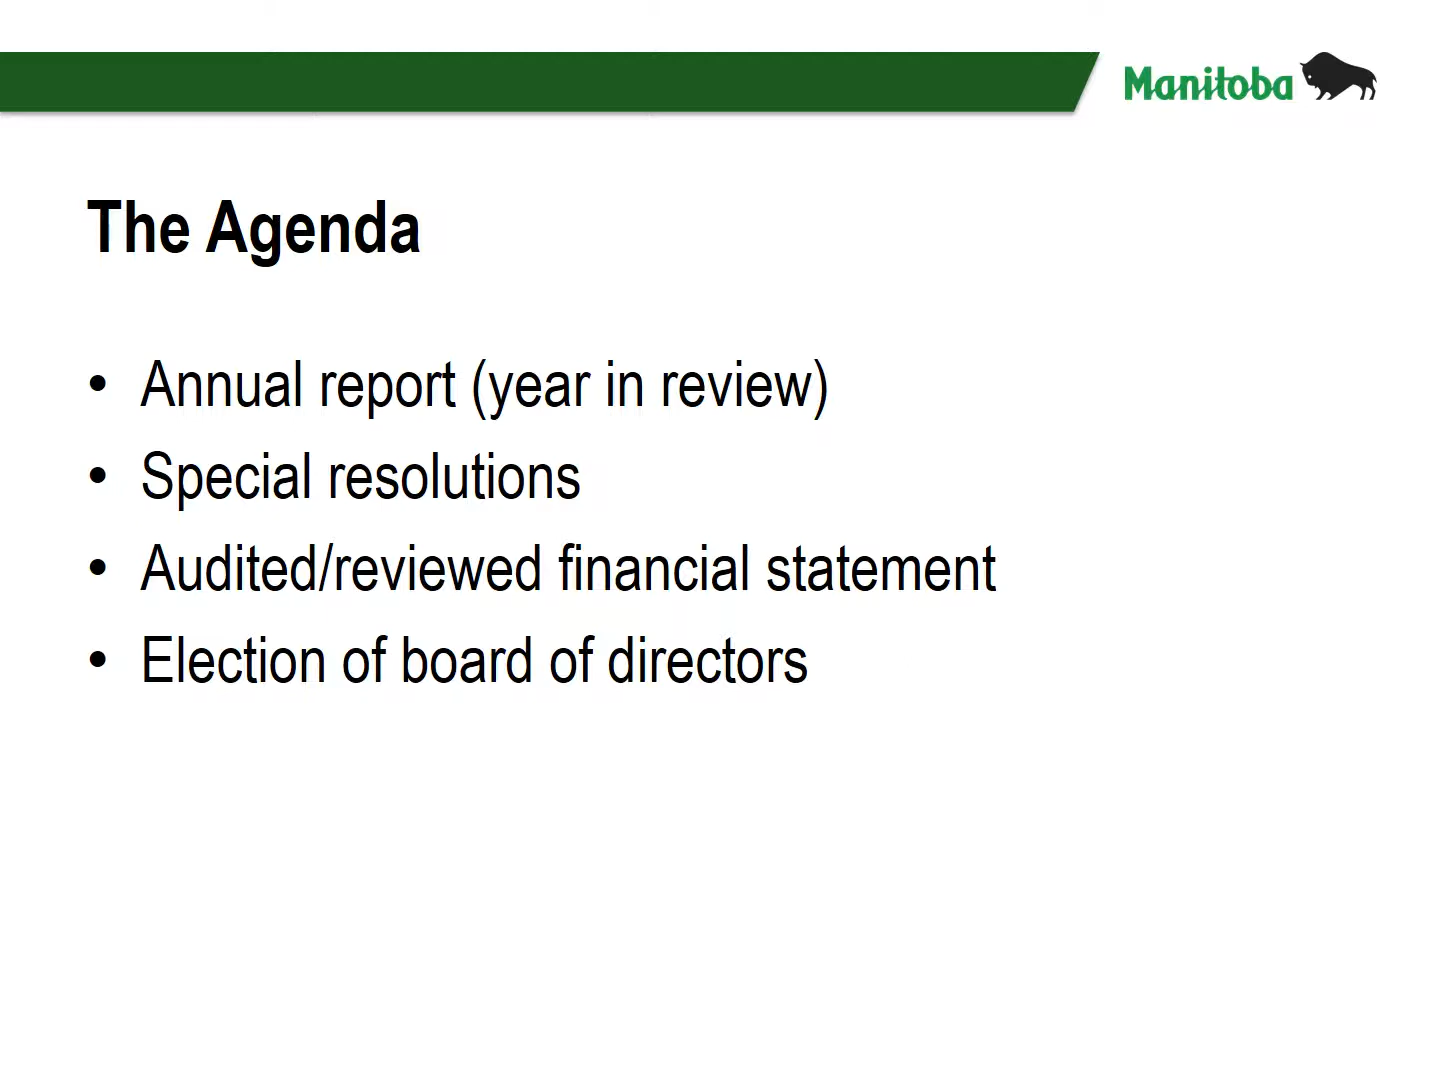 Manitoba
The Agenda
• Annual report (year in review)
• Special resolutions
• Audited/reviewed financial statement
• Election of board of directors